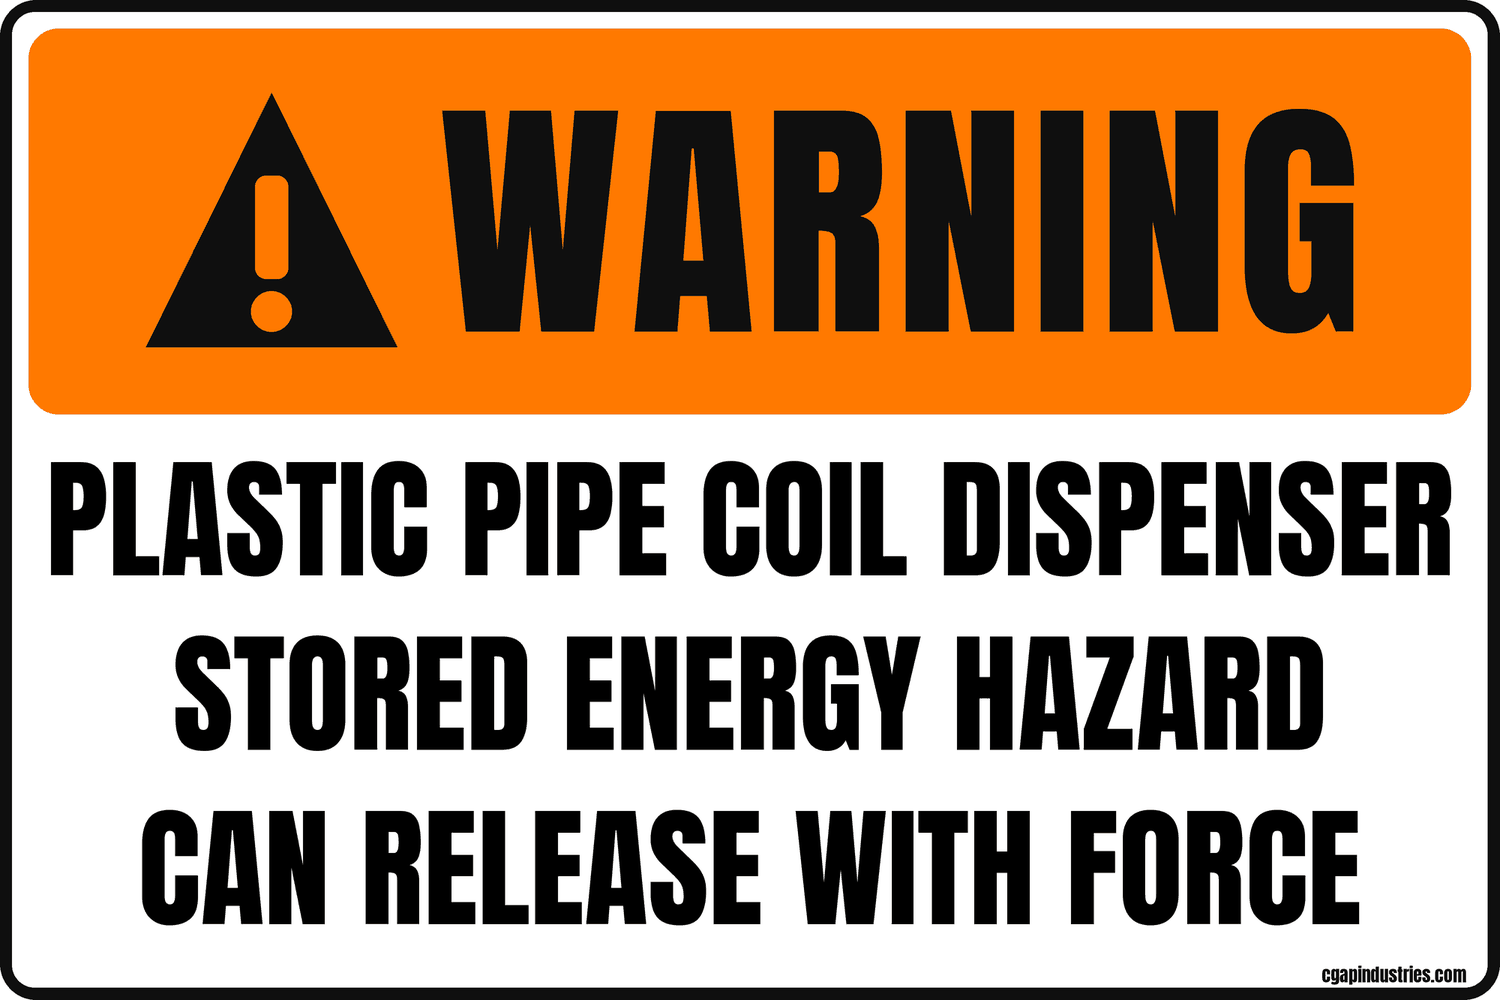 WARNING
PLASTIC PIPE COIL DISPENSER
STORED ENERGY HAZARD
CAN RELEASE WITH FORCE
cgapindustries.com